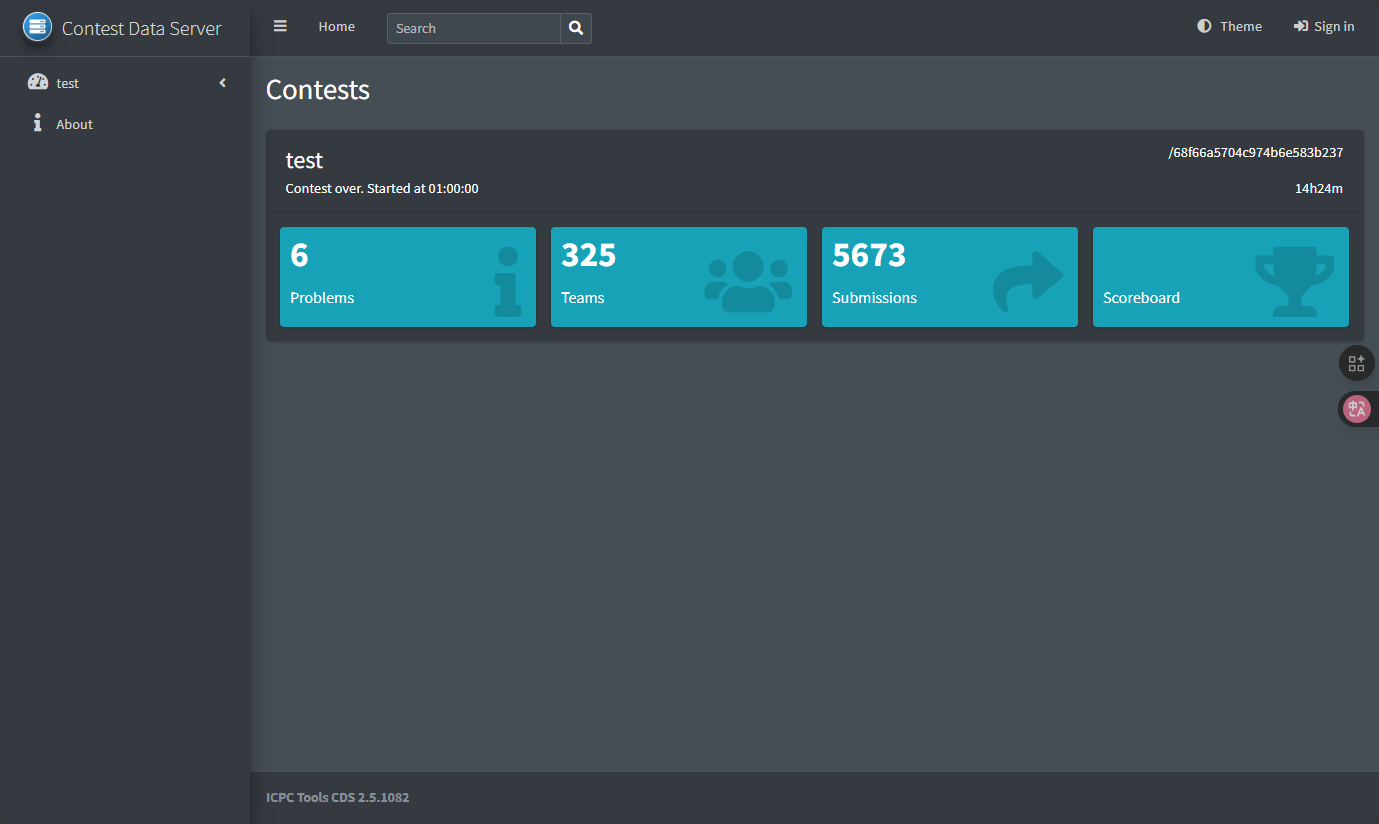 Contest Data Server
Home
Search
Theme
Sign in
test
About
Contests
test
/68f66a5704c974b6e583b237
Contest over. Started at 01:00:00
14h24m
6
Problems
325
Teams
5673
Submissions
Scoreboard
中
A
ICPC Tools CDS 2.5.1082